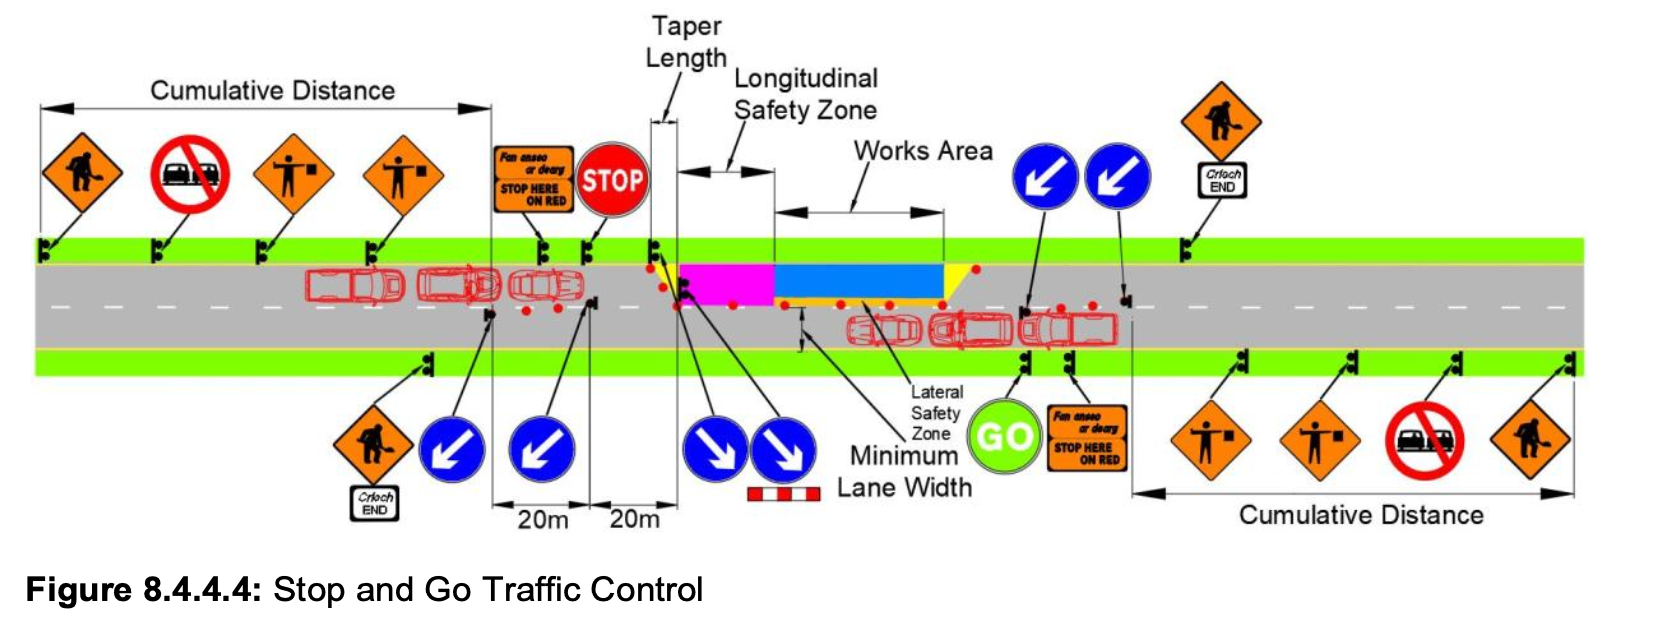 Taper
Length
Cumulative Distance
Longitudinal
Safety Zone
Works Area
Fan anseo
ar dearg
STOP HERE
ON RED
STOP
Críoch
END
Lateral
Safety
Zone
Minimum
Lane Width
GO
Fan anseo
ar dearg
STOP HERE
ON RED
Críoch
END
20m
20m
Cumulative Distance
Figure 8.4.4.4: Stop and Go Traffic Control